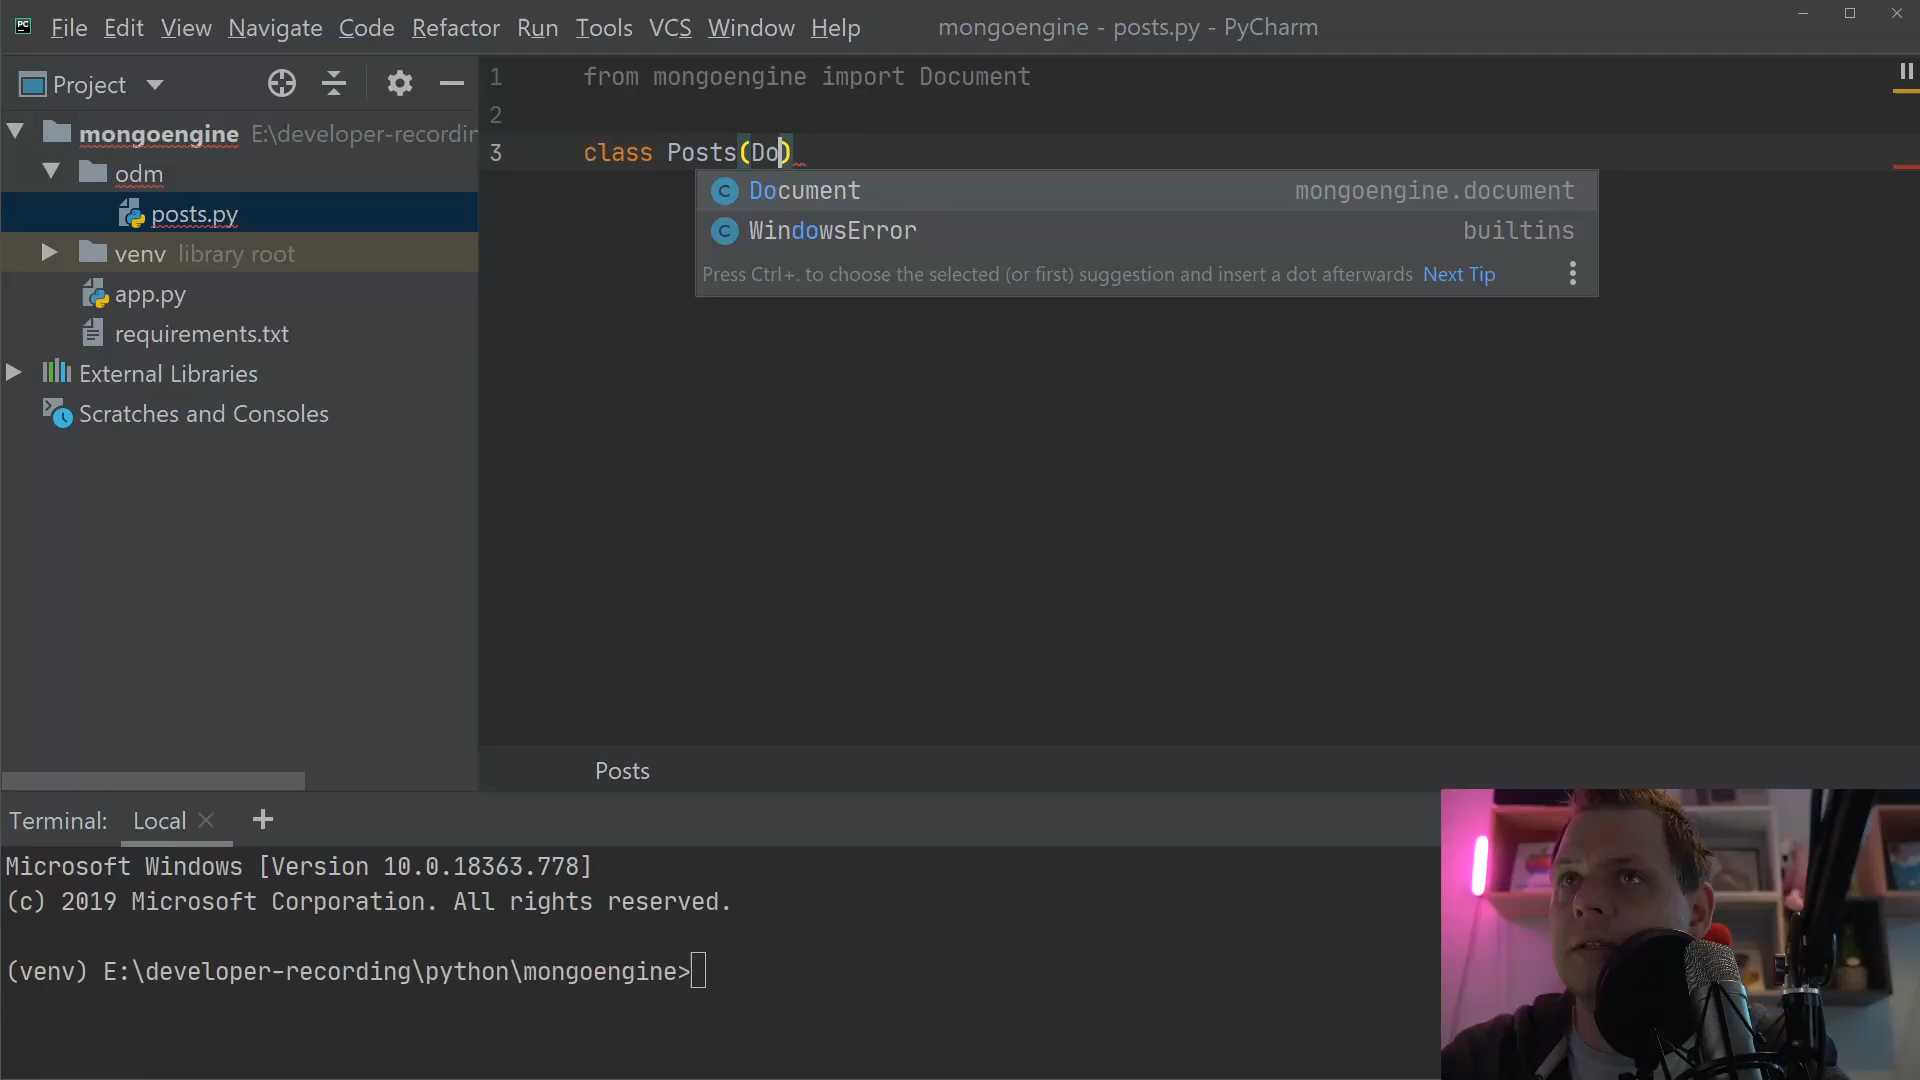 File Edit View Navigate Code Refactor Run Tools VCS Window Help mongoengine - posts.py - PyCharm
Project
mongoengine E:\developer-recordin
odm
posts.py
venv library root
app.py
requirements.txt
External Libraries
Scratches and Consoles
1 from mongoengine import Document
2
3 class Posts(Do)
Document mongoengine.document
WindowsError builtins
Press Ctrl+. to choose the selected (or first) suggestion and insert a dot afterwards Next Tip
Posts
Terminal: Local
Microsoft Windows [Version 10.0.18363.778]
(c) 2019 Microsoft Corporation. All rights reserved.
(venv) E:\developer-recording\python\mongoengine>